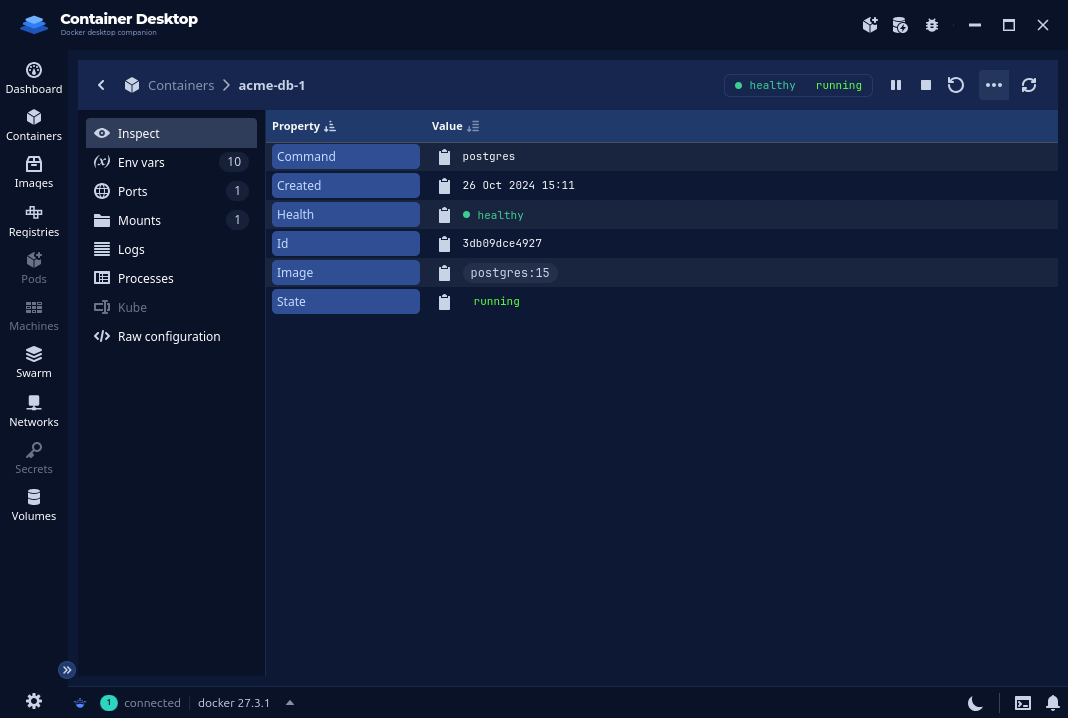 Container Desktop
Docker desktop companion
Dashboard
Containers
Images
Registries
Pods
Machines
Swarm
Networks
Secrets
Volumes
Containers acme-db-1
healthy running
Inspect
(x) Env vars 10
Ports 1
Mounts 1
Logs
Processes
Kube
Raw configuration
Property Value
Command postgres
Created 26 Oct 2024 15:11
Health healthy
Id 3db09dce4927
Image postgres:15
State running
1 connected docker 27.3.1